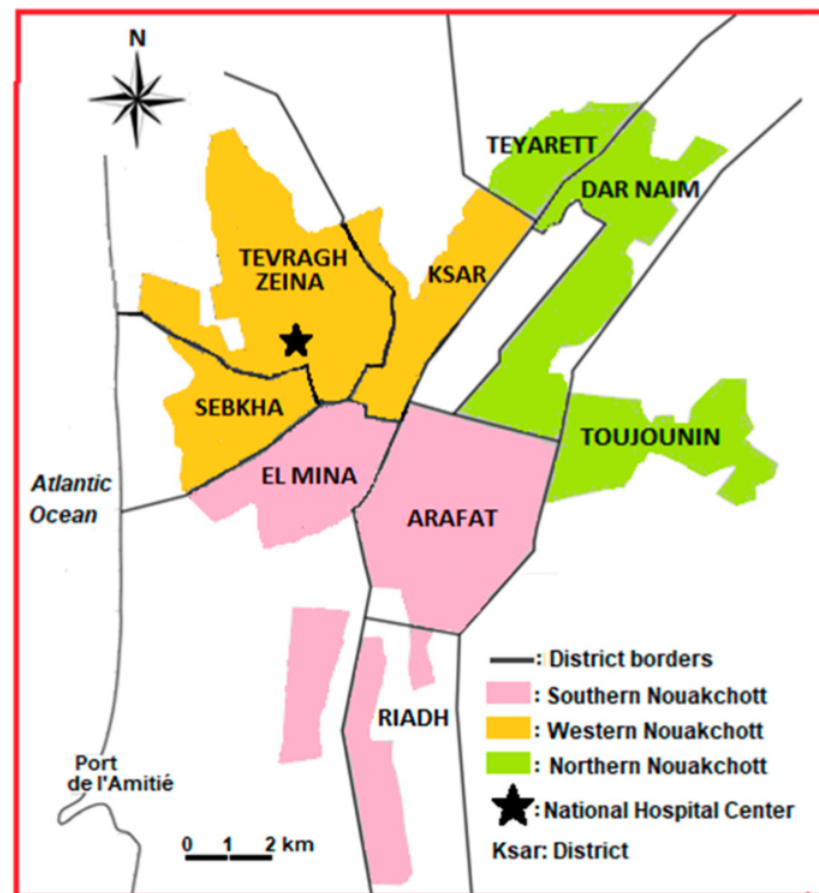 N
TEYARETT
DAR NAIM
TEVRAGH
ZEINA
KSAR
SEBKHA
TOUJOUNIN
EL MINA
Atlantic
Ocean
ARAFAT
: District borders
: Southern Nouakchott
RIADH
: Western Nouakchott
: Northern Nouakchott
Port
de l'Amitié
: National Hospital Center
0 1 2 km
Ksar: District